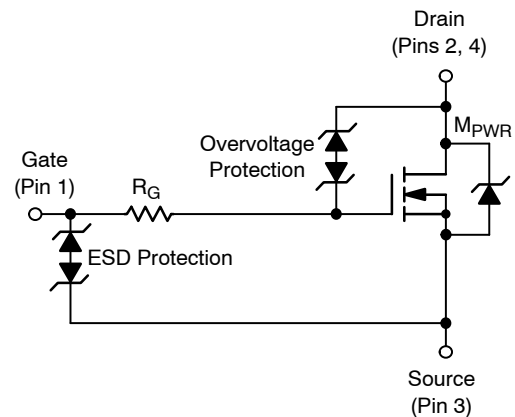 Drain
(Pins 2, 4)
Overvoltage
Protection
MPWR
Gate
(Pin 1)
RG
ESD Protection
Source
(Pin 3)